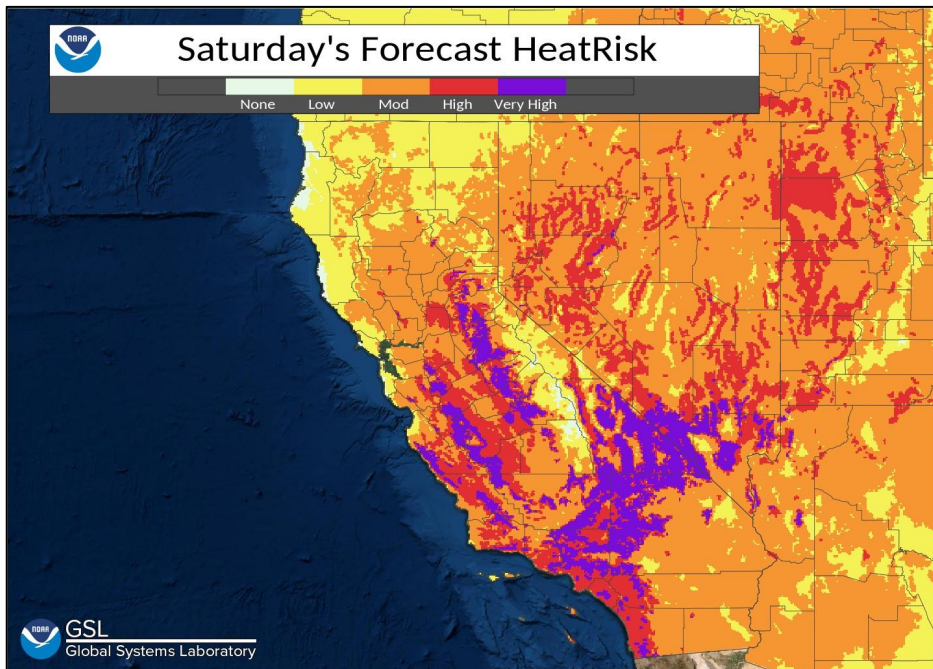 NOAA
Saturday's Forecast HeatRisk
None Low Mod High Very High
NOAA
GSL
Global Systems Laboratory